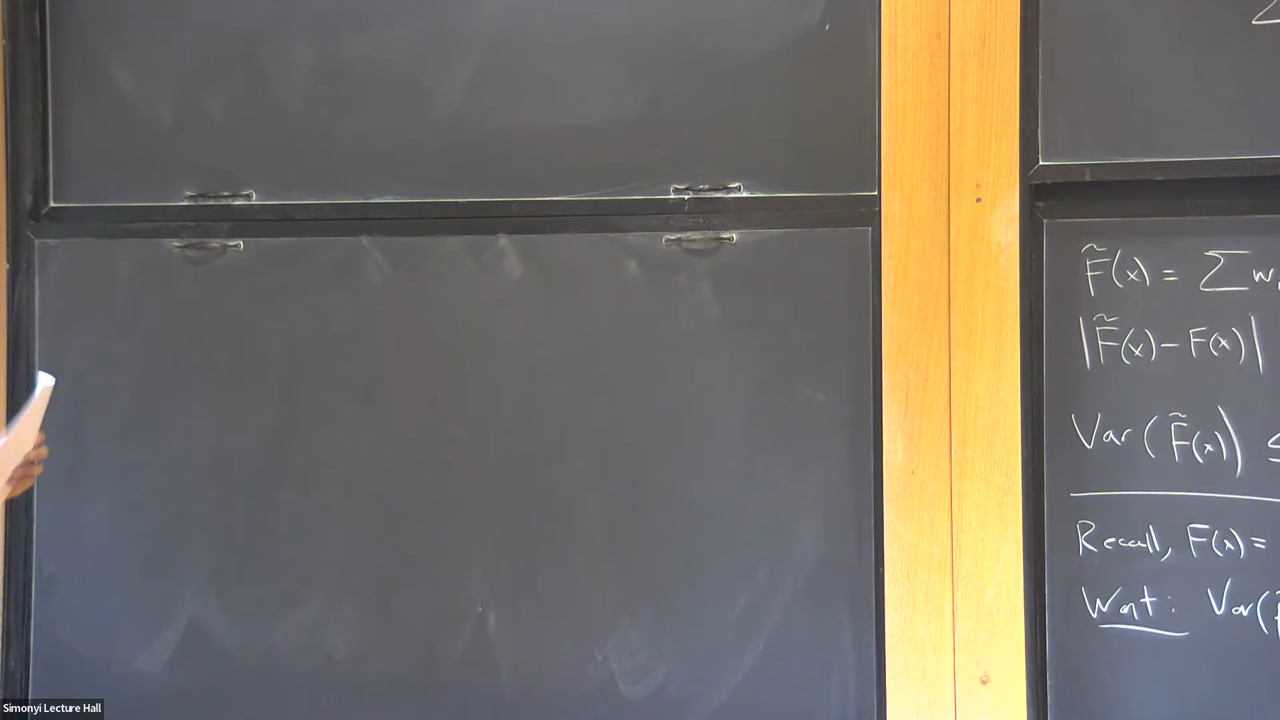 F̃(x) = ∑ w
|F̃(x) − F(x)|
Var(F̃(x)) ≤
Recall, F(x) =
Want: Var(
Simonyi Lecture Hall